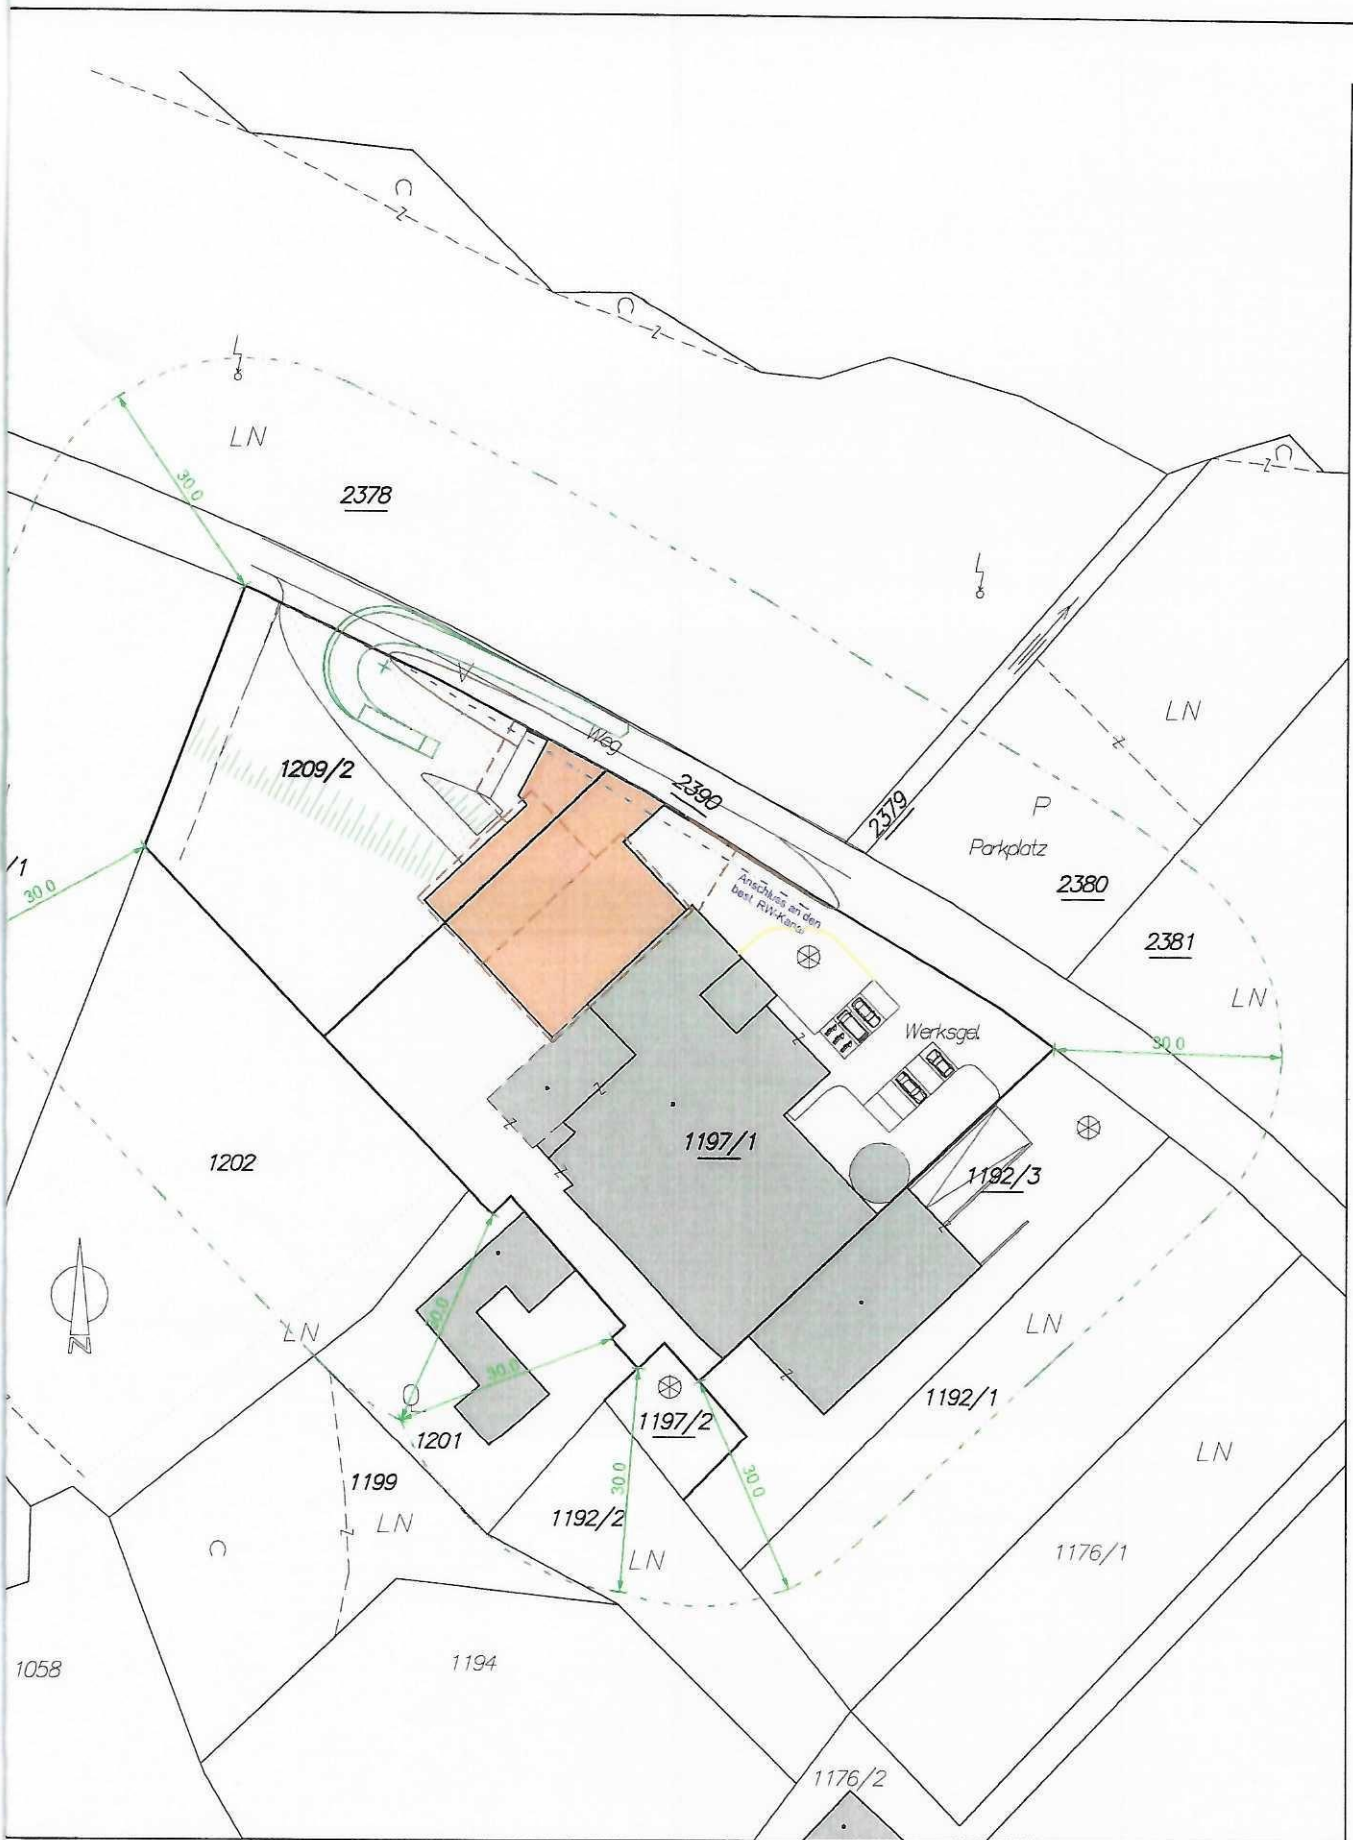 LN
30.0
2378
LN
1209/2
V
Weg
2390
2379
P
Parkplatz
2380
/1
30.0
Anschluss an den
best. RW-Kanal
2381
LN
Werksgel.
30.0
1197/1
1202
1192/3
N
LN
30.0
30.0
LN
1192/1
1197/2
1201
LN
1199
30.0
30.0
LN
1192/2
LN
1176/1
1058
1194
1176/2